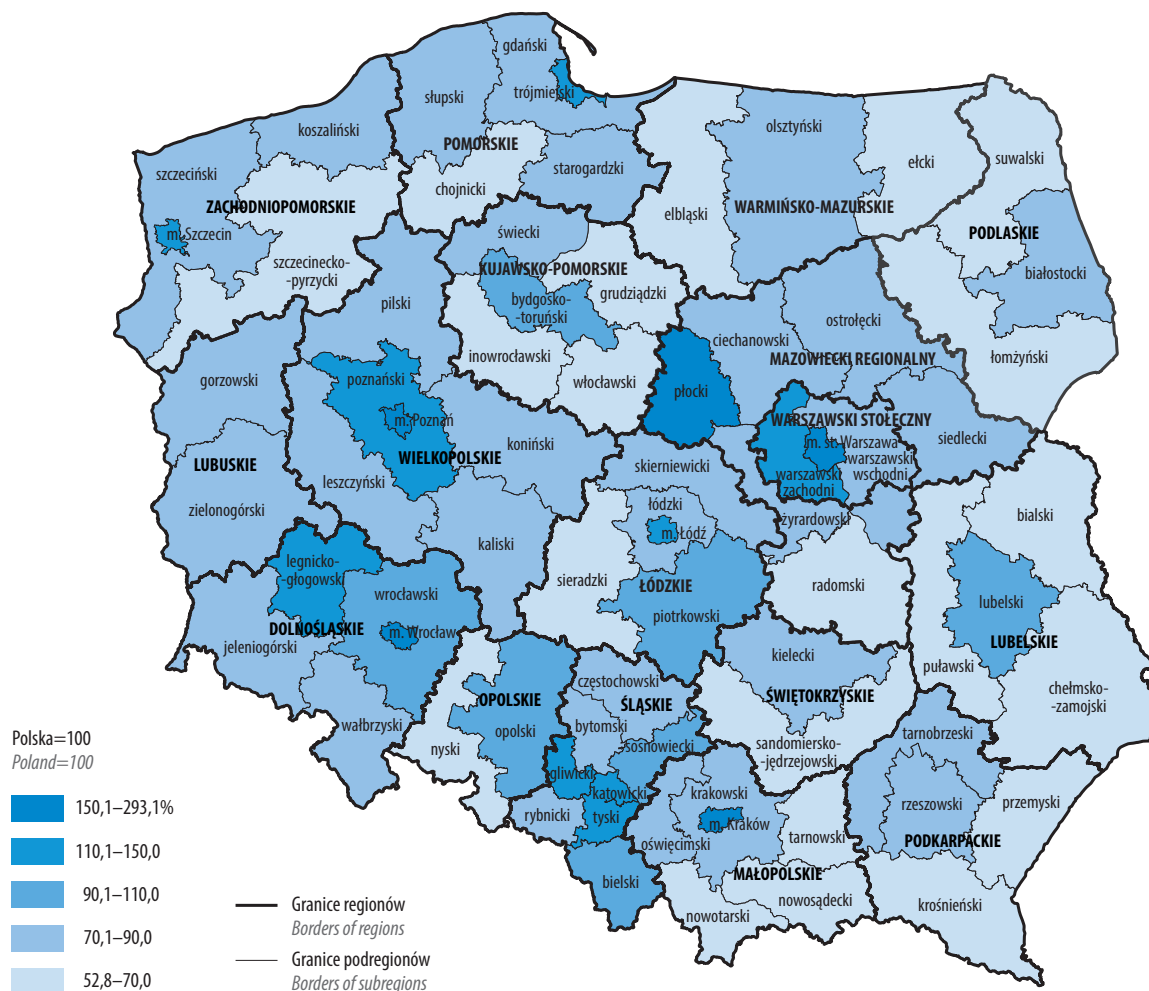 gdański
słupski
trójmiejski
koszaliński
olsztyński
POMORSKIE
ełcki
suwalski
szczeciński
starogardzki
chojnicki
ZACHODNIOPOMORSKIE
elbląski
WARMIŃSKO-MAZURSKIE
m. Szczecin
świecki
PODLASKIE
szczecinecko-
-pyrzycki
KUJAWSKO-POMORSKIE
białostocki
grudziądzki
pilski
bydgosko-
-toruński
ostrołęcki
ciechanowski
inowrocławski
MAZOWIECKI REGIONALNY
łomżyński
gorzowski
poznański
włocławski
płocki
m. Poznań
WARSZAWSKI STOŁECZNY
siedlecki
m. st. Warszawa
koniński
WIELKOPOLSKIE
warszawski
wschodni
LUBUSKIE
skierniewicki
warszawski
zachodni
leszczyński
łódzki
zielonogórski
żyrardowski
m. Łódź
bialski
kaliski
legnicko-
-głogowski
sieradzki
ŁÓDZKIE
radomski
wrocławski
lubelski
piotrkowski
DOLNOŚLĄSKIE
m. Wrocław
LUBELSKIE
jeleniogórski
kielecki
puławski
częstochowski
chełmsko-
-zamojski
OPOLSKIE
ŚLĄSKIE
ŚWIĘTOKRZYSKIE
wałbrzyski
opolski
bytomski
tarnobrzeski
nyski
sosnowiecki
sandomiersko-
-jędrzejowski
gliwicki
katowicki
krakowski
rzeszowski
przemyski
rybnicki
tyski
m. Kraków
tarnowski
oświęcimski
PODKARPACKIE
MAŁOPOLSKIE
bielski
nowosądecki
krośnieński
nowotarski
Polska=100
Poland=100
150,1–293,1%
110,1–150,0
90,1–110,0
70,1–90,0
52,8–70,0
Granice regionów
Borders of regions
Granice podregionów
Borders of subregions